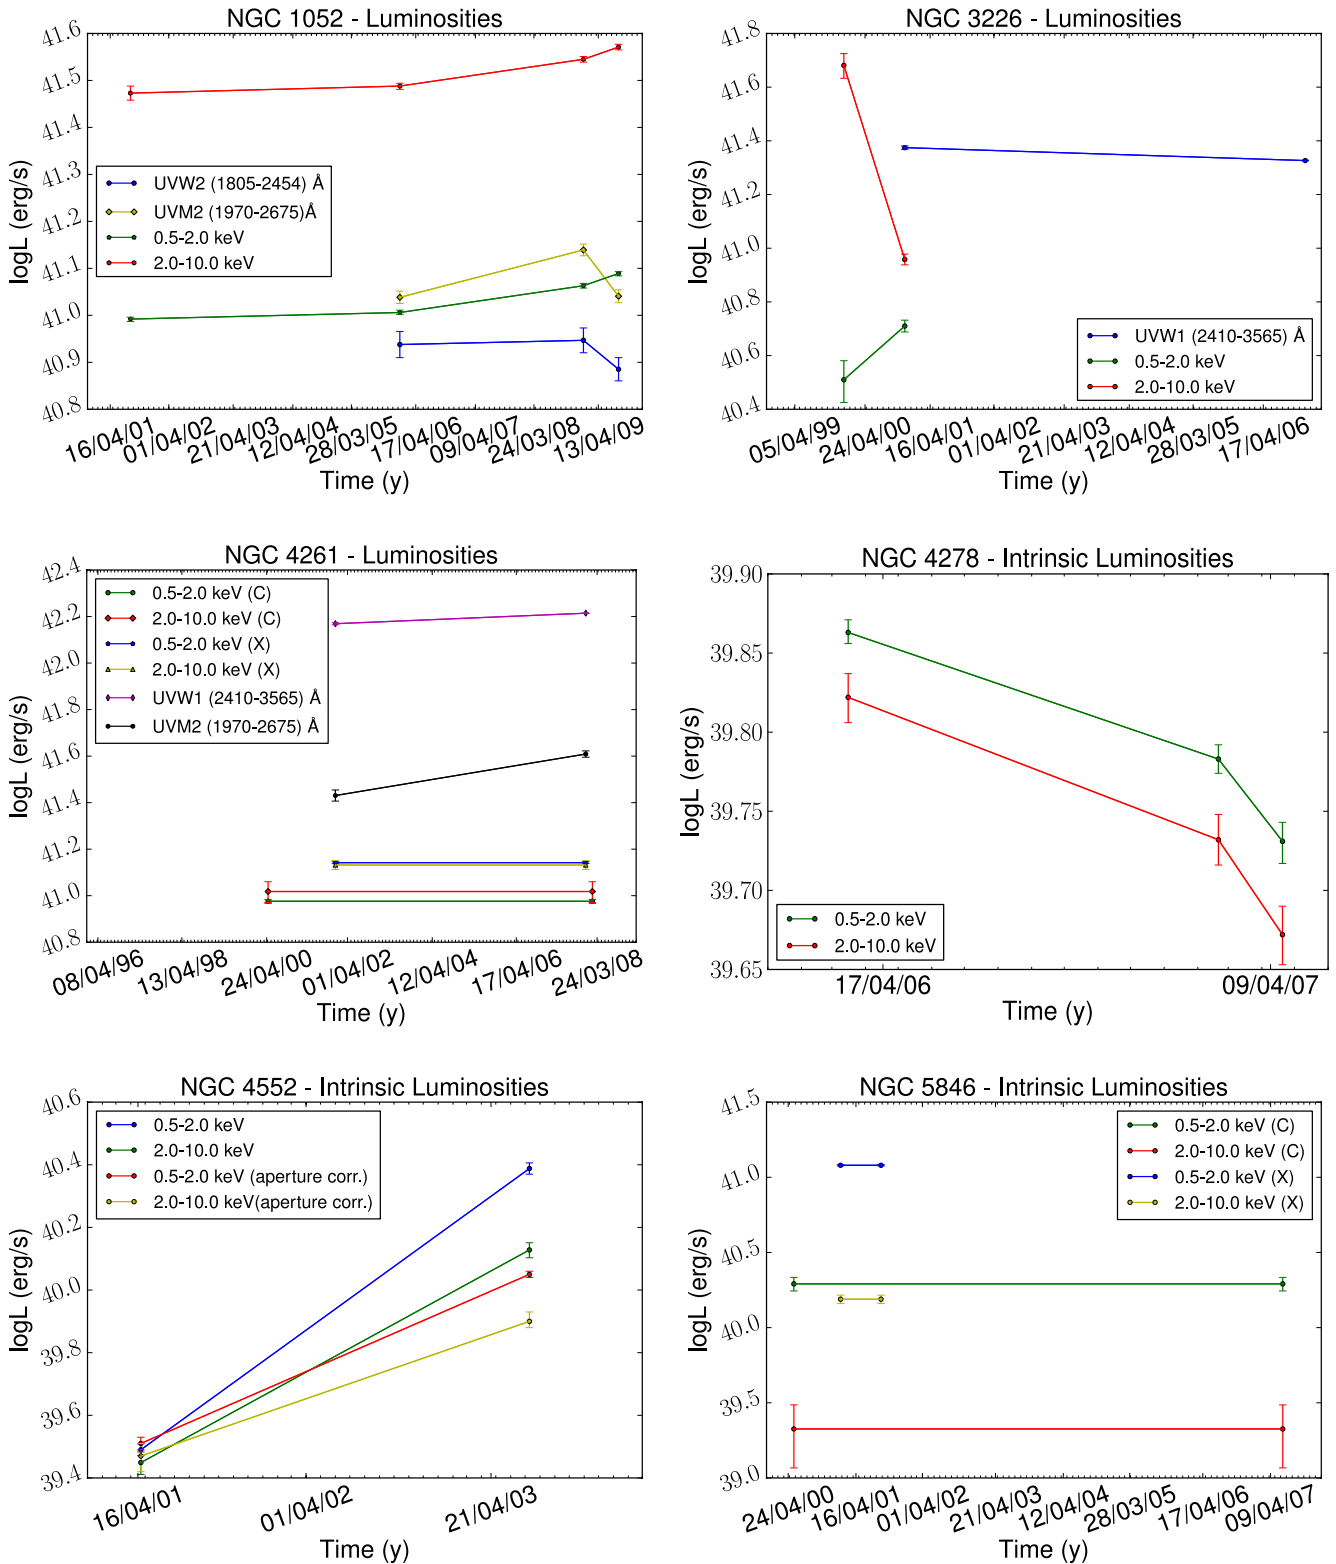 NGC 1052 - Luminosities
41.6
41.5
41.4
41.3
41.2
41.1
41.0
40.9
40.8
logL (erg/s)
UVW2 (1805-2454) Å
UVM2 (1970-2675)Å
0.5-2.0 keV
2.0-10.0 keV
16/04/01
01/04/02
21/04/03
12/04/04
28/03/05
17/04/06
09/04/07
24/03/08
13/04/09
Time (y)
NGC 3226 - Luminosities
41.8
41.6
41.4
41.2
41.0
40.8
40.6
40.4
logL (erg/s)
UVW1 (2410-3565) Å
0.5-2.0 keV
2.0-10.0 keV
05/04/99
24/04/00
16/04/01
01/04/02
21/04/03
12/04/04
28/03/05
17/04/06
Time (y)
NGC 4261 - Luminosities
42.4
42.2
42.0
41.8
41.6
41.4
41.2
41.0
40.8
logL (erg/s)
0.5-2.0 keV (C)
2.0-10.0 keV (C)
0.5-2.0 keV (X)
2.0-10.0 keV (X)
UVW1 (2410-3565) Å
UVM2 (1970-2675) Å
08/04/96
13/04/98
24/04/00
01/04/02
12/04/04
17/04/06
24/03/08
Time (y)
NGC 4278 - Intrinsic Luminosities
39.90
39.85
39.80
39.75
39.70
39.65
logL (erg/s)
0.5-2.0 keV
2.0-10.0 keV
17/04/06
09/04/07
Time (y)
NGC 4552 - Intrinsic Luminosities
40.6
40.4
40.2
40.0
39.8
39.6
39.4
logL (erg/s)
0.5-2.0 keV
2.0-10.0 keV
0.5-2.0 keV (aperture corr.)
2.0-10.0 keV(aperture corr.)
16/04/01
01/04/02
21/04/03
Time (y)
NGC 5846 - Intrinsic Luminosities
41.5
41.0
40.5
40.0
39.5
39.0
logL (erg/s)
0.5-2.0 keV (C)
2.0-10.0 keV (C)
0.5-2.0 keV (X)
2.0-10.0 keV (X)
24/04/00
16/04/01
01/04/02
21/04/03
12/04/04
28/03/05
17/04/06
09/04/07
Time (y)